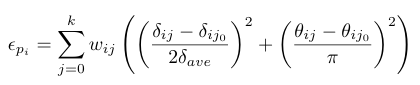 $\epsilon_{p_i} = \sum_{j=0}^{k} w_{ij} \left( \left( \frac{\delta_{ij} - \delta_{ij_0}}{2\delta_{ave}} \right)^2 + \left( \frac{\theta_{ij} - \theta_{ij_0}}{\pi} \right)^2 \right)$